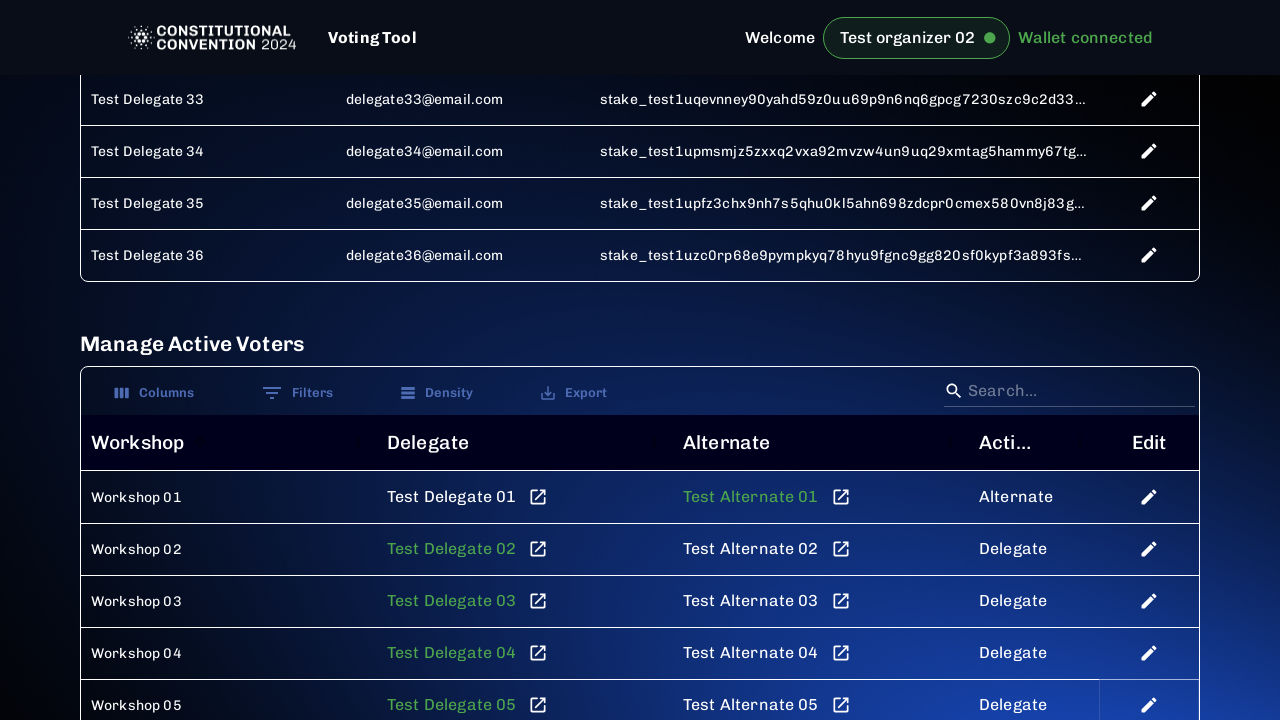 CONSTITUTIONAL
CONVENTION 2024
Voting Tool
Welcome Test organizer 02 Wallet connected
Test Delegate 33 delegate33@email.com stake_test1uqevnney90yahd59z0uu69p9n6nq6gpcg7230szc9c2d33...
Test Delegate 34 delegate34@email.com stake_test1upmsmjz5zxxq2vxa92mvzw4un9uq29xmtag5hammy67tg...
Test Delegate 35 delegate35@email.com stake_test1upfz3chx9nh7s5qhu0kl5ahn698zdcpr0cmex580vn8j83g...
Test Delegate 36 delegate36@email.com stake_test1uzc0rp68e9pympkyq78hyu9fgnc9gg820sf0kypf3a893fs...
Manage Active Voters
Columns Filters Density Export Search...
Workshop Delegate Alternate Acti... Edit
Workshop 01 Test Delegate 01 Test Alternate 01 Alternate
Workshop 02 Test Delegate 02 Test Alternate 02 Delegate
Workshop 03 Test Delegate 03 Test Alternate 03 Delegate
Workshop 04 Test Delegate 04 Test Alternate 04 Delegate
Workshop 05 Test Delegate 05 Test Alternate 05 Delegate